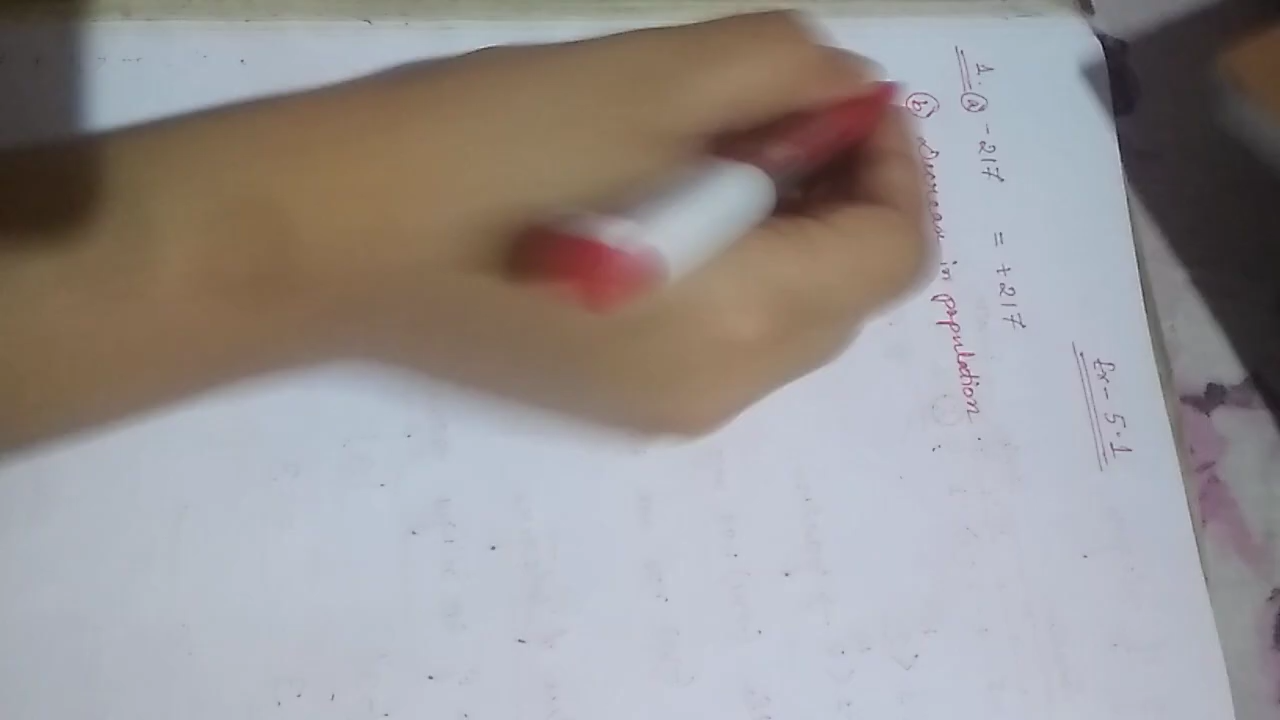 Ex - 5.1
1. (a) - 217 = + 217
(b) Decrease in population